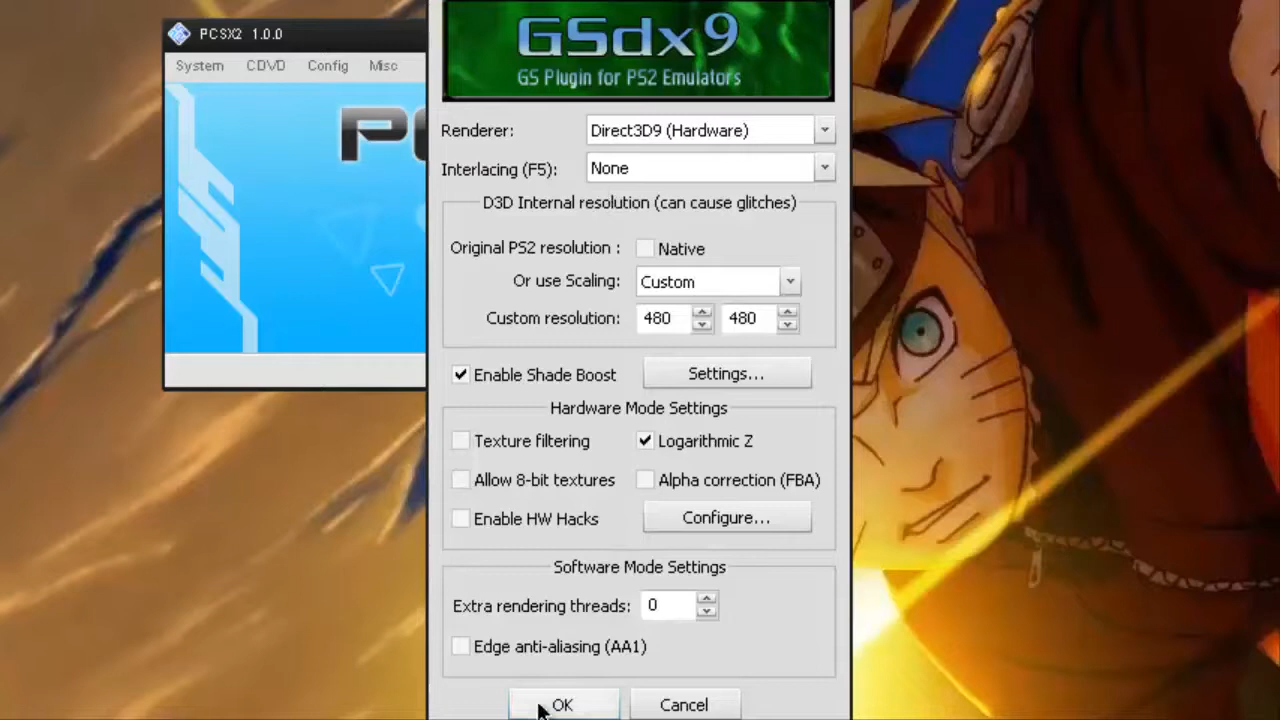 PCSX2 1.0.0
System CDVD Config Misc
GSdx9
GS Plugin for PS2 Emulators
Renderer: Direct3D9 (Hardware)
Interlacing (F5): None
D3D Internal resolution (can cause glitches)
Original PS2 resolution : Native
Or use Scaling: Custom
Custom resolution: 480 480
Enable Shade Boost Settings...
Hardware Mode Settings
Texture filtering Logarithmic Z
Allow 8-bit textures Alpha correction (FBA)
Enable HW Hacks Configure...
Software Mode Settings
Extra rendering threads: 0
Edge anti-aliasing (AA1)
OK Cancel